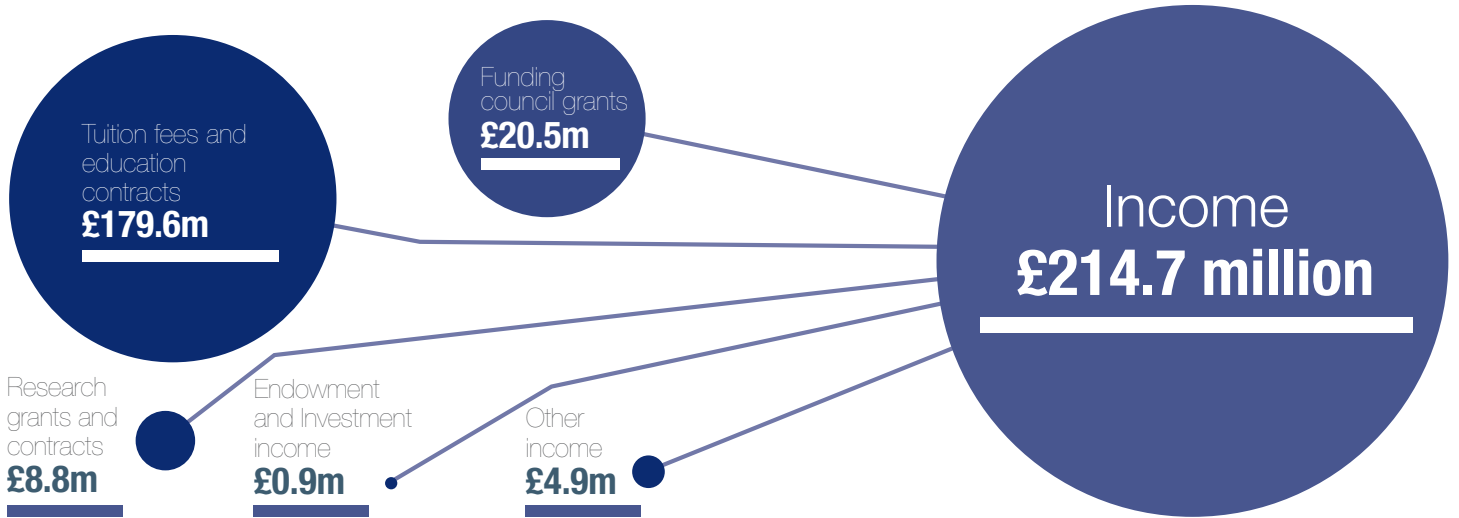 Tuition fees and
education
contracts
£179.6m
Funding
council grants
£20.5m
Income
£214.7 million
Research
grants and
contracts
£8.8m
Endowment
and Investment
income
£0.9m
Other
income
£4.9m